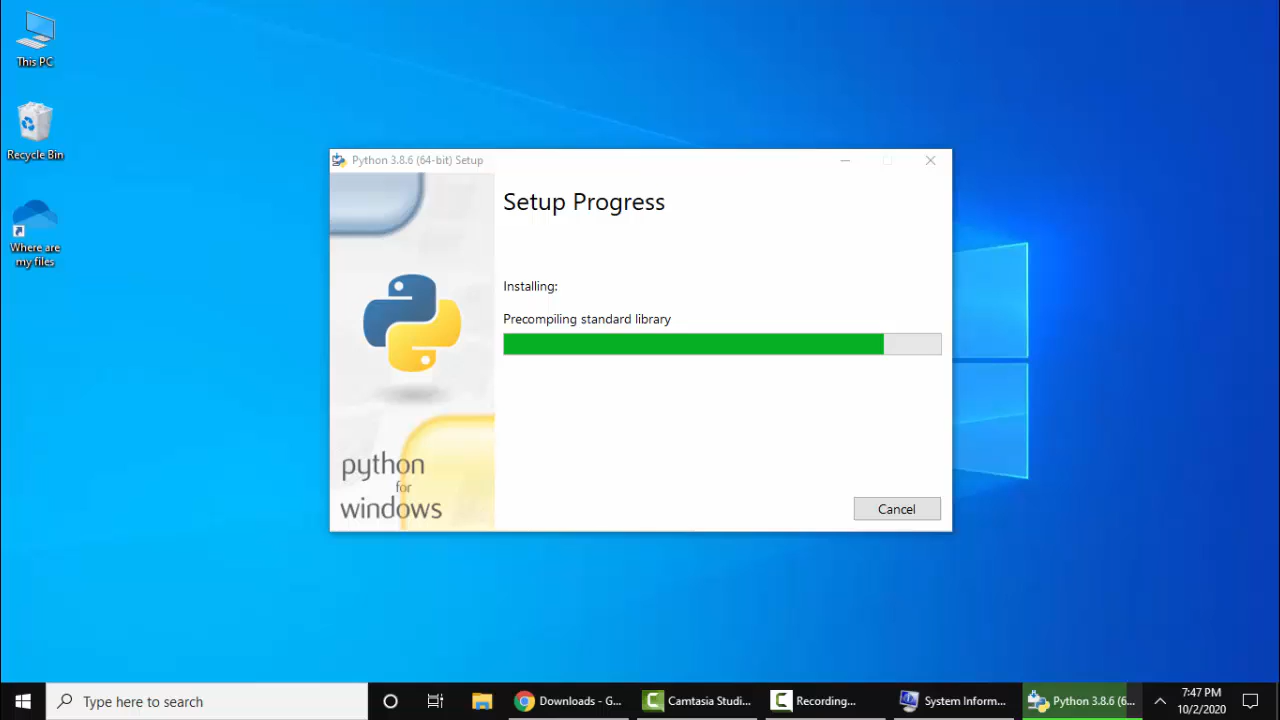 This PC
Recycle Bin
Where are
my files
Python 3.8.6 (64-bit) Setup
Setup Progress
Installing:
Precompiling standard library
python
for
windows
Cancel
Type here to search
Downloads - G...
Camtasia Studi...
Recording...
System Inform...
Python 3.8.6 (6...
7:47 PM
10/2/2020